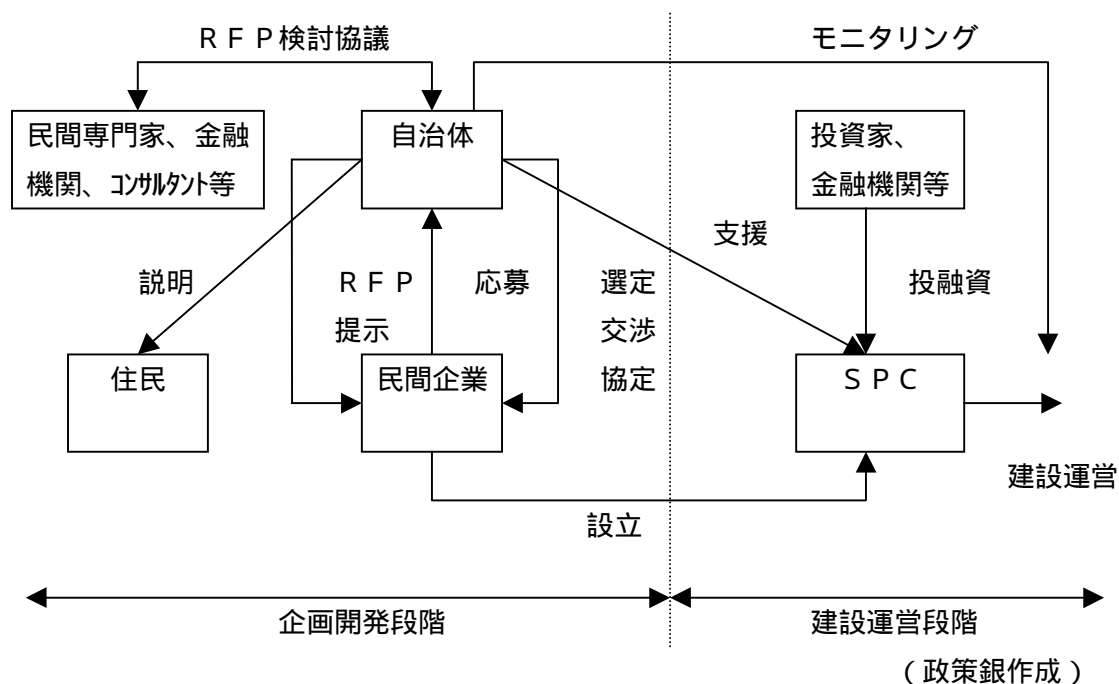 RFP検討協議
モニタリング
民間専門家、金融
機関、コンサルタント等
自治体
投資家、
金融機関等
説明
RFP
提示
応募
選定
交渉
協定
支援
投融資
住民
民間企業
SPC
建設運営
設立
企画開発段階
建設運営段階
(政策銀作成)